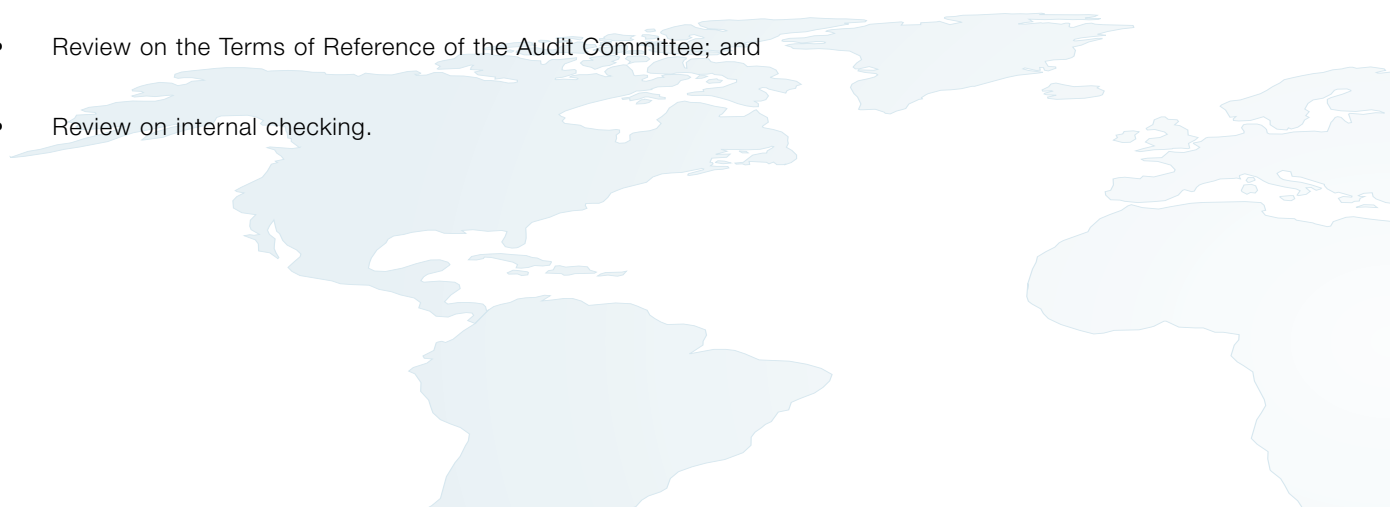 • Review on the Terms of Reference of the Audit Committee; and
• Review on internal checking.